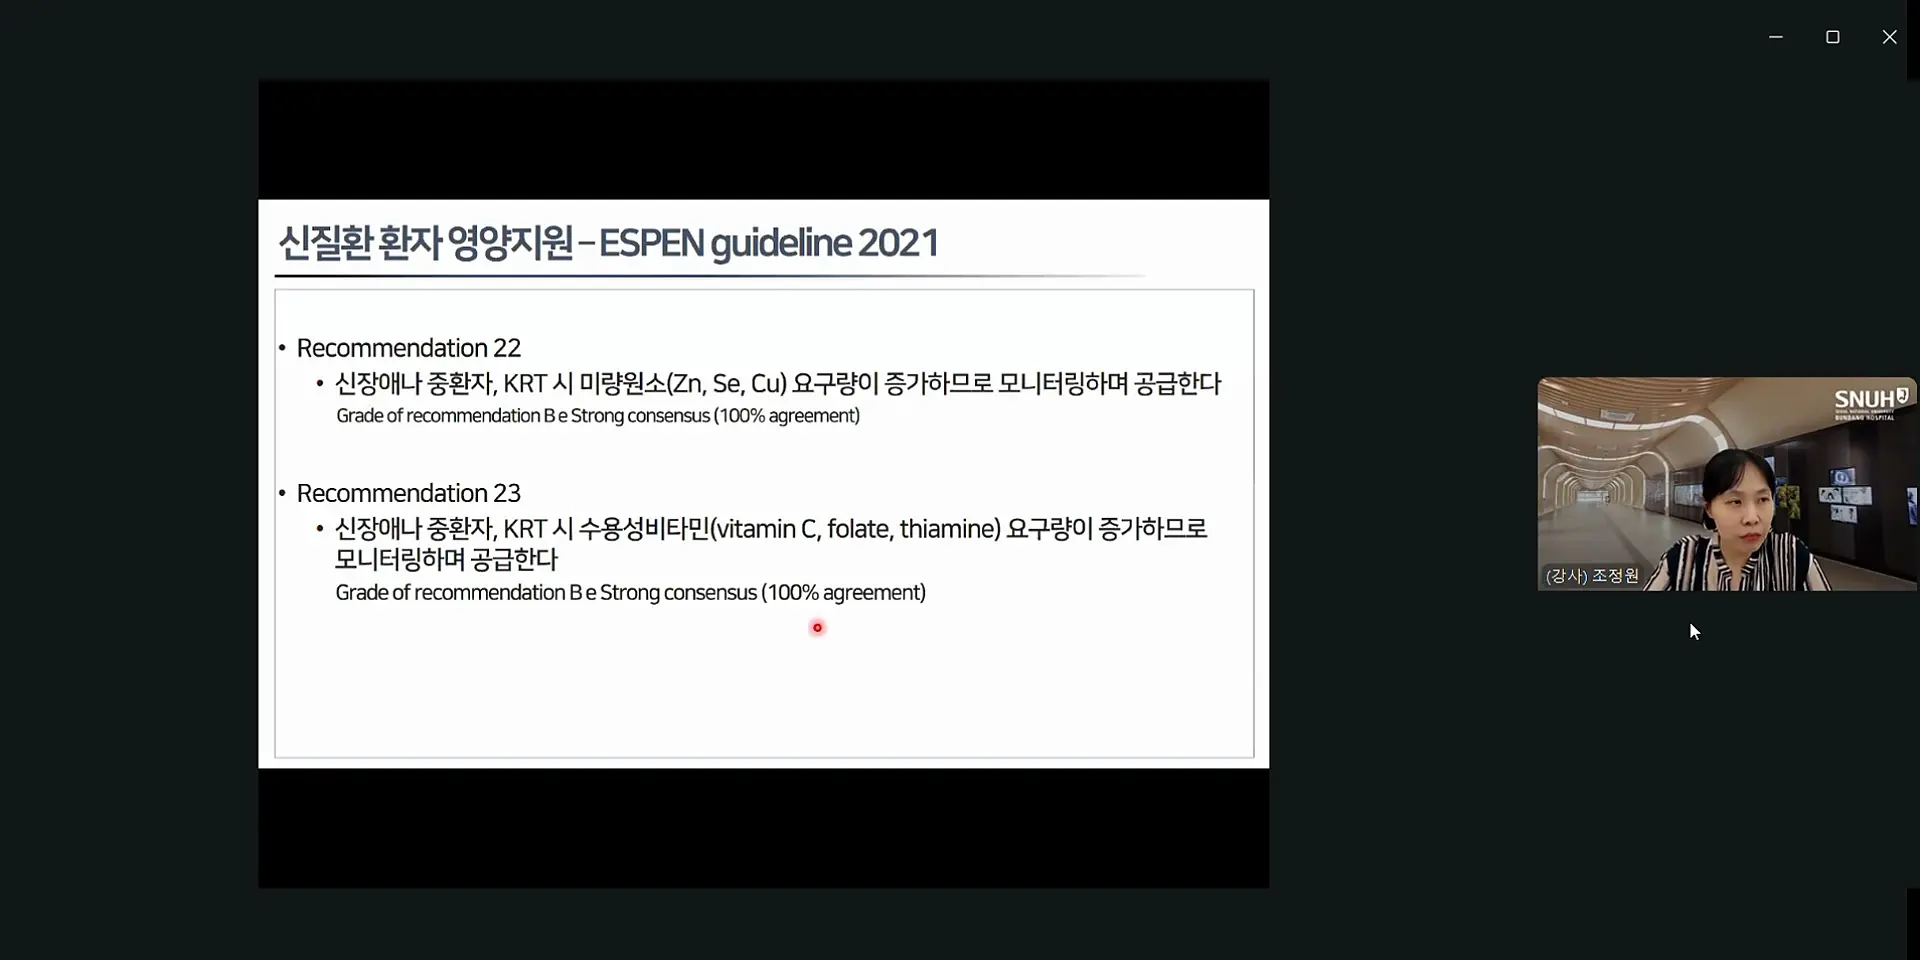 신질환 환자 영양지원 – ESPEN guideline 2021
• Recommendation 22
• 신장애나 중환자, KRT 시 미량원소(Zn, Se, Cu) 요구량이 증가하므로 모니터링하며 공급한다
Grade of recommendation B e Strong consensus (100% agreement)
• Recommendation 23
• 신장애나 중환자, KRT 시 수용성비타민(vitamin C, folate, thiamine) 요구량이 증가하므로
모니터링하며 공급한다
Grade of recommendation B e Strong consensus (100% agreement)
SNUH
SEOUL NATIONAL UNIVERSITY
BUNDANG HOSPITAL
(강사) 조정원